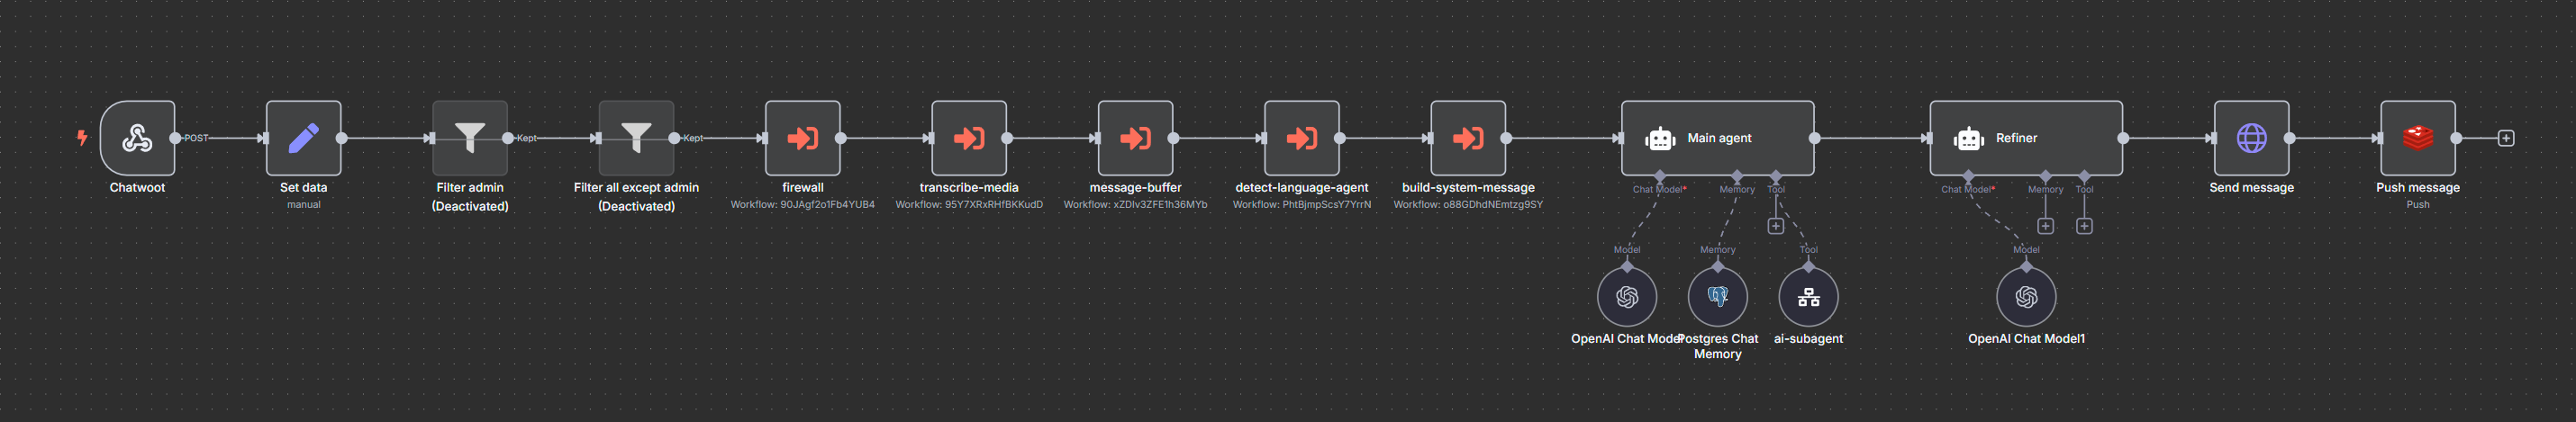 POST
Kept
Kept
Main agent
Refiner
Chatwoot
Set data
manual
Filter admin
(Deactivated)
Filter all except admin
(Deactivated)
firewall
Workflow: 90JAgf2o1Fb4YUB4
transcribe-media
Workflow: 95Y7XRxRHfBKKudD
message-buffer
Workflow: xZDlv3ZFE1h36MYb
detect-language-agent
Workflow: PhtBjmpScsY7YrrN
build-system-message
Workflow: o88GDhdNEmtzg9SY
Chat Model*
Memory
Tool
Chat Model*
Memory
Tool
Send message
Push message
Push
Model
Memory
Tool
Model
OpenAI Chat Model
Postgres Chat
Memory
ai-subagent
OpenAI Chat Model1